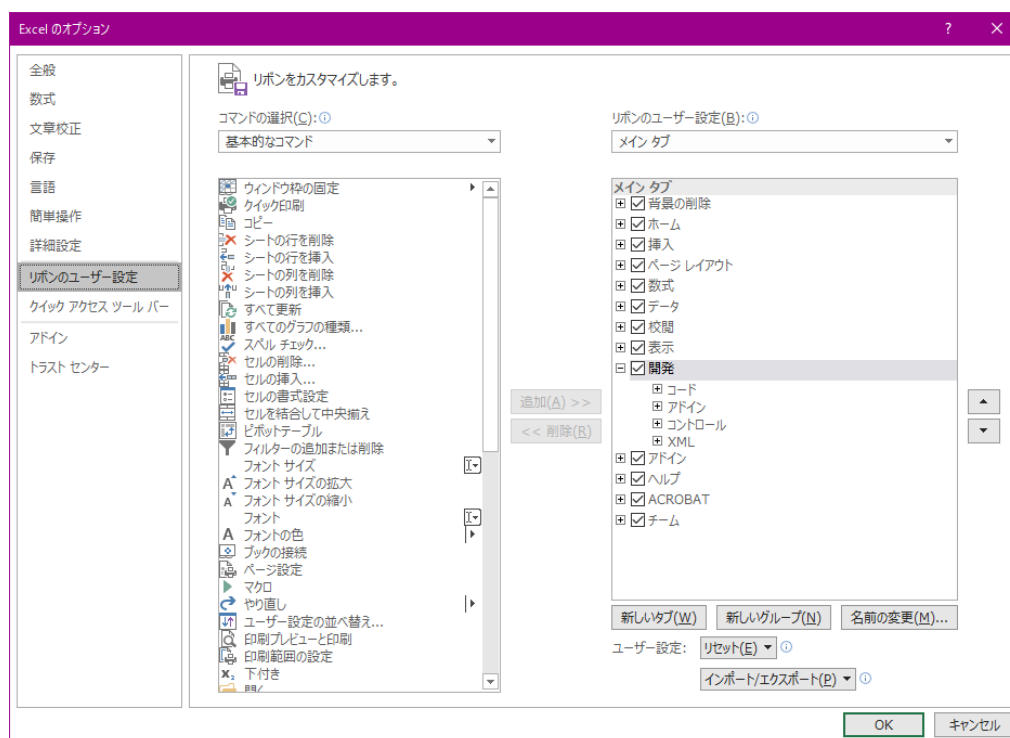 Excel のオプション
? ×
全般
数式
文章校正
保存
言語
簡単操作
詳細設定
リボンのユーザー設定
クイック アクセス ツール バー
アドイン
トラスト センター
リボンをカスタマイズします。
コマンドの選択(C):
基本的なコマンド
ウィンドウ枠の固定
クイック印刷
コピー
シートの行を削除
シートの行を挿入
シートの列を削除
シートの列を挿入
すべて更新
すべてのグラフの種類...
スペル チェック...
セルの削除...
セルの挿入...
セルの書式設定
セルを結合して中央揃え
ピボットテーブル
フィルターの追加または削除
フォント サイズ
フォント サイズの拡大
フォント サイズの縮小
フォント
フォントの色
ブックの接続
ページ設定
マクロ
やり直し
ユーザー設定の並べ替え...
印刷プレビューと印刷
印刷範囲の設定
下付き
開く
追加(A) >>
<< 削除(R)
リボンのユーザー設定(B):
メイン タブ
メイン タブ
背景の削除
ホーム
挿入
ページ レイアウト
数式
データ
校閲
表示
開発
コード
アドイン
コントロール
XML
アドイン
ヘルプ
ACROBAT
チーム
新しいタブ(W) 新しいグループ(N) 名前の変更(M)...
ユーザー設定: リセット(E)
インポート/エクスポート(P)
OK キャンセル